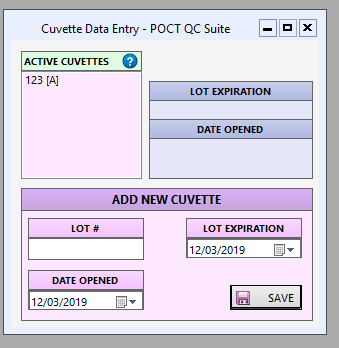 Cuvette Data Entry - POCT QC Suite
ACTIVE CUVETTES ?
123 [A]
LOT EXPIRATION
DATE OPENED
ADD NEW CUVETTE
LOT #
LOT EXPIRATION
12/03/2019
DATE OPENED
12/03/2019
SAVE